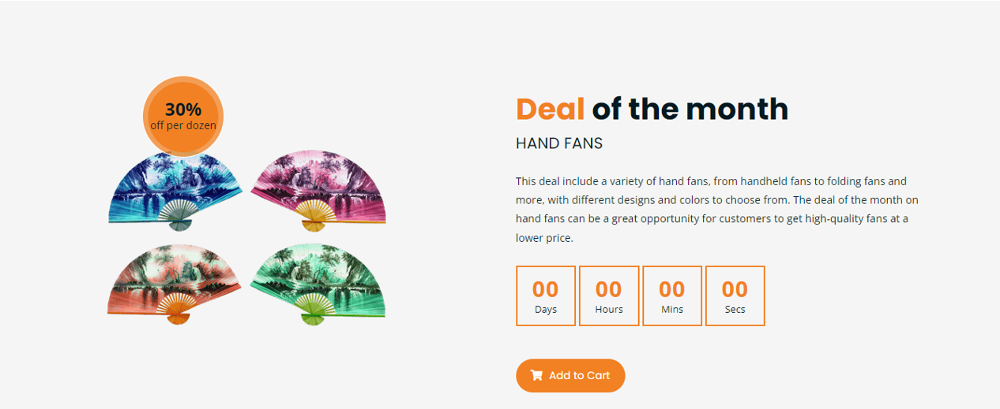 30%
off per dozen
Deal of the month
HAND FANS
This deal include a variety of hand fans, from handheld fans to folding fans and
more, with different designs and colors to choose from. The deal of the month on
hand fans can be a great opportunity for customers to get high-quality fans at a
lower price.
00 00 00 00
Days Hours Mins Secs
Add to Cart